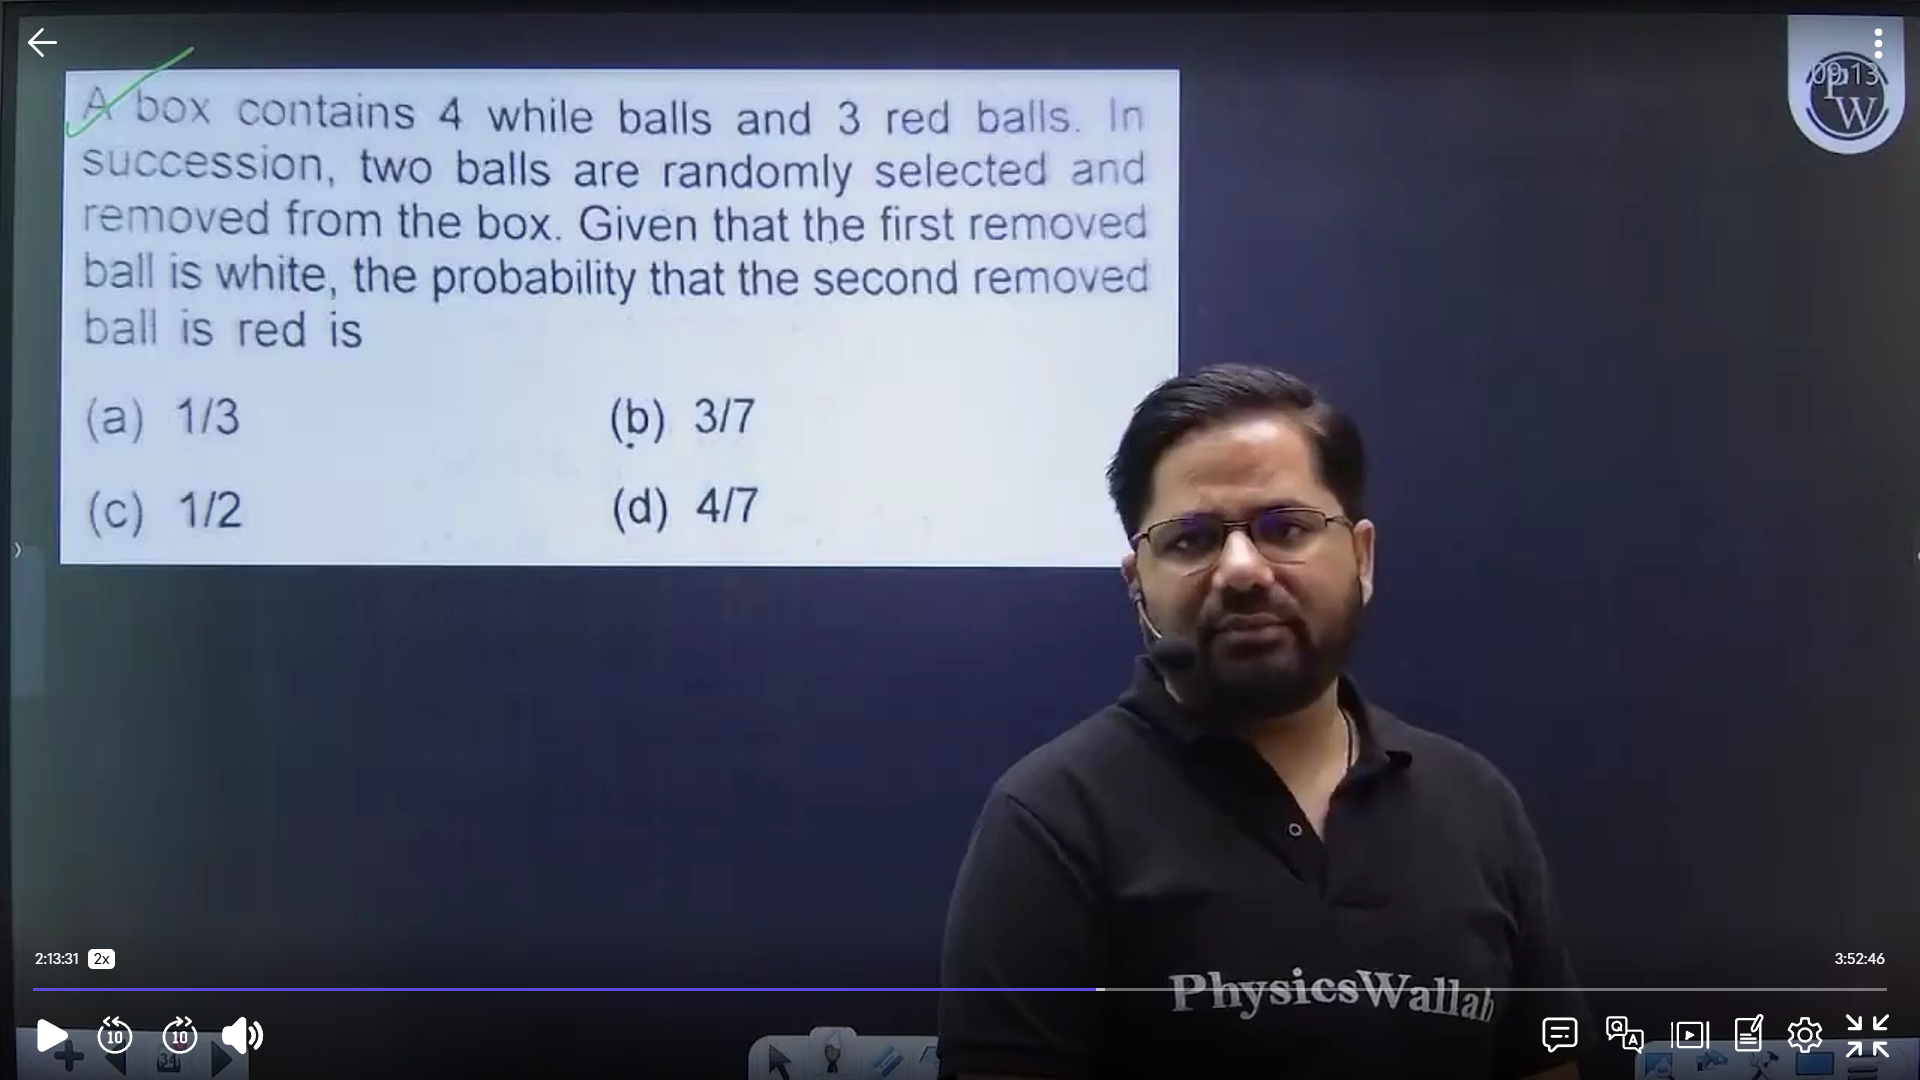 A box contains 4 while balls and 3 red balls. In
succession, two balls are randomly selected and
removed from the box. Given that the first removed
ball is white, the probability that the second removed
ball is red is
(a) 1/3 (b) 3/7
(c) 1/2 (d) 4/7
09:13
PW
PhysicsWallah
2:13:31 2x
3:52:46
10 10
34